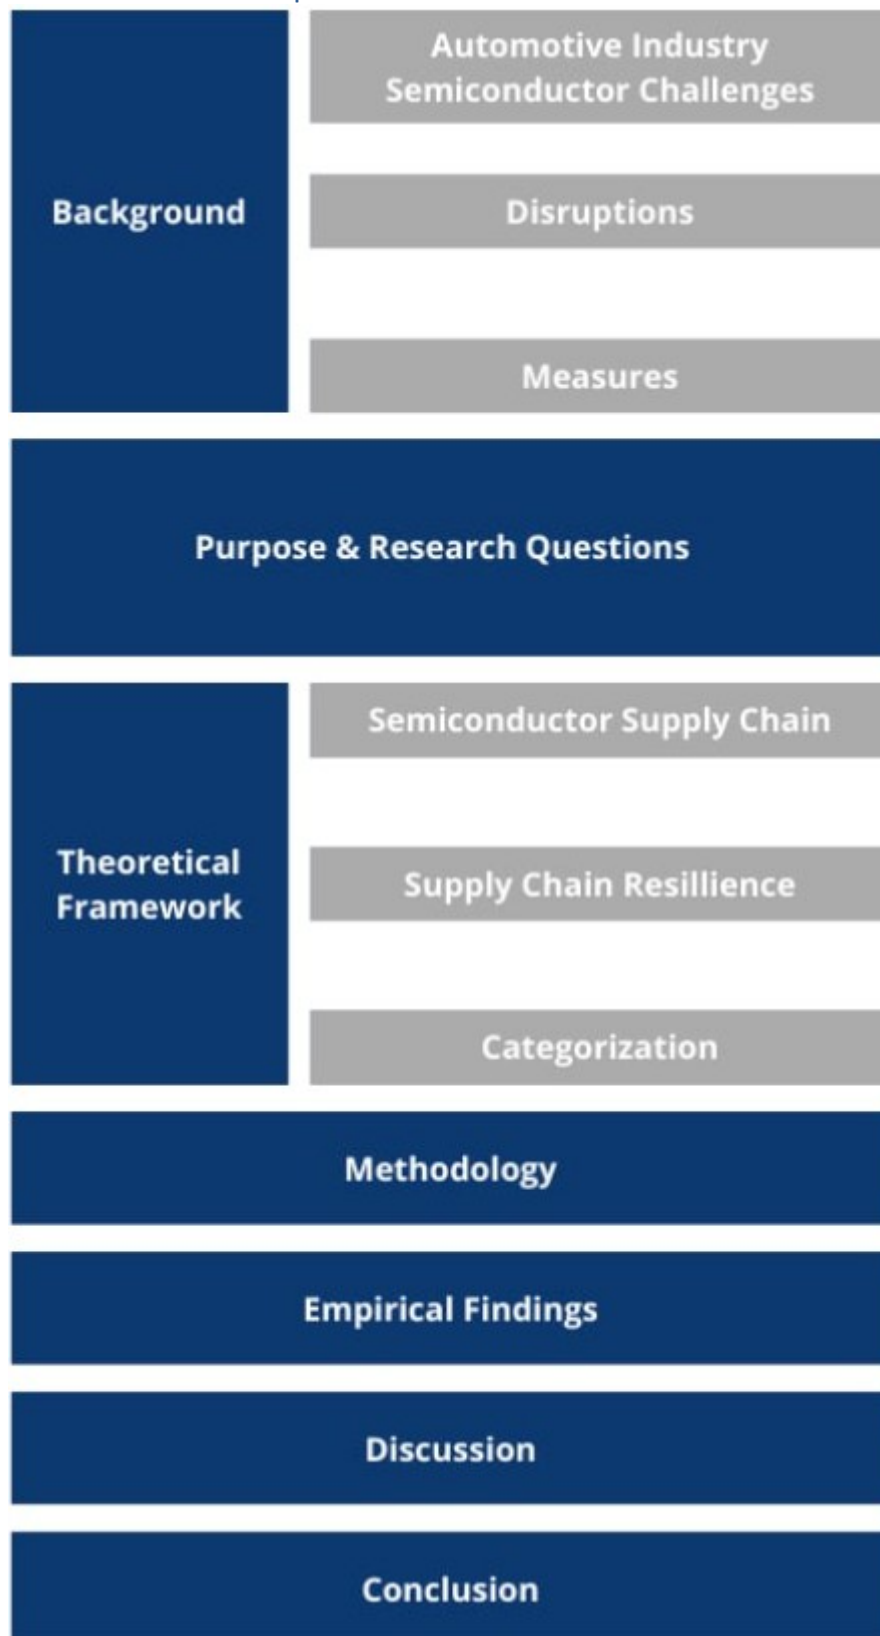 Background
Automotive Industry
Semiconductor Challenges
Disruptions
Measures
Purpose & Research Questions
Theoretical
Framework
Semiconductor Supply Chain
Supply Chain Resillience
Categorization
Methodology
Empirical Findings
Discussion
Conclusion